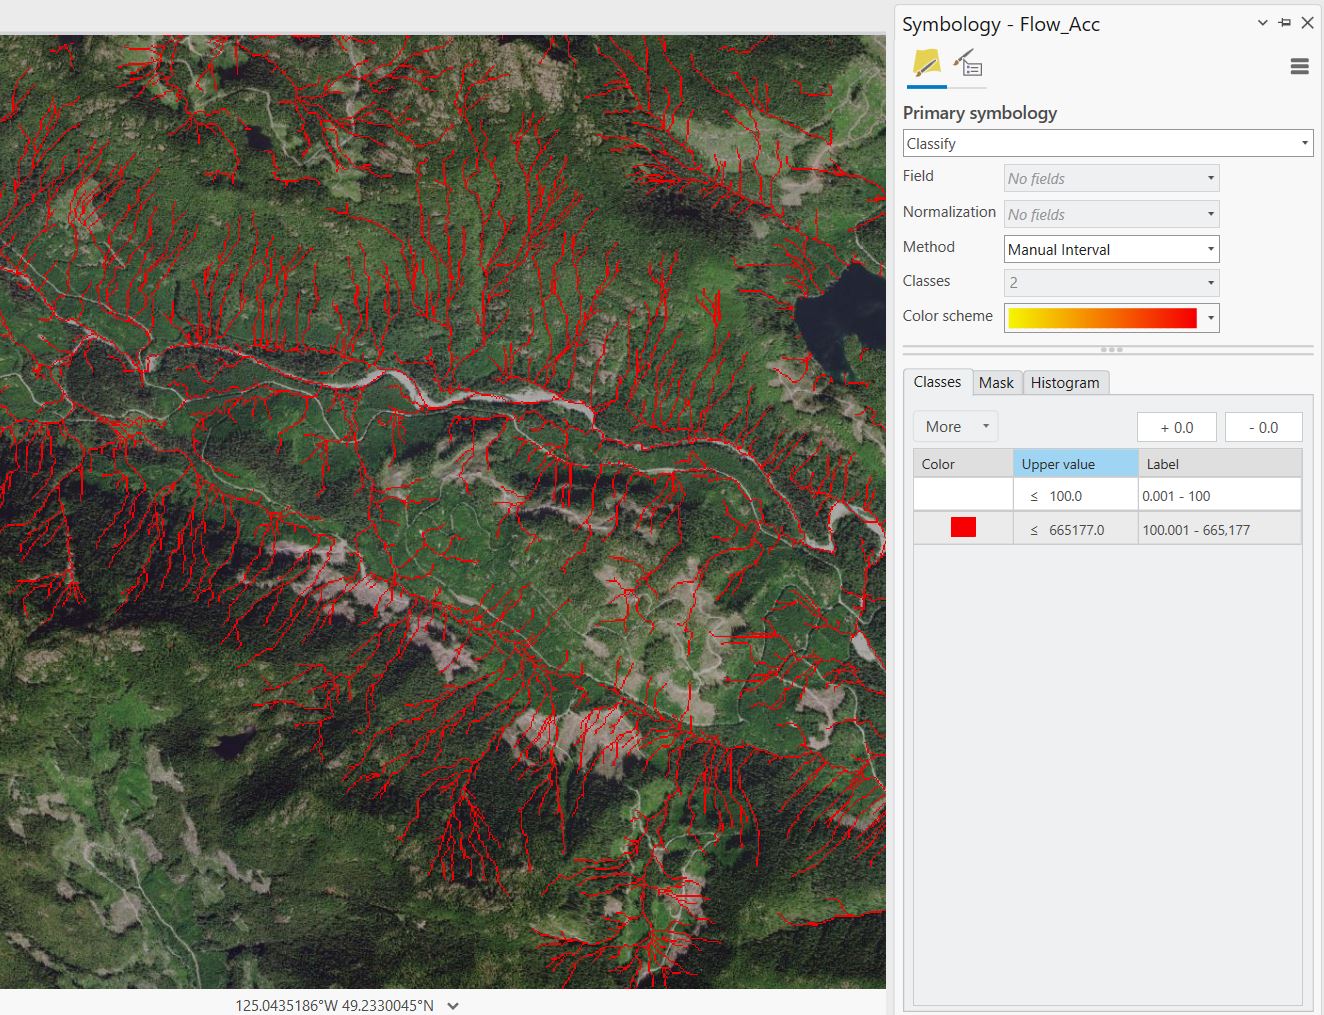 Symbology - Flow_Acc
Primary symbology
Classify
Field No fields
Normalization No fields
Method Manual Interval
Classes 2
Color scheme
Classes Mask Histogram
More + 0.0 - 0.0
Color Upper value Label
≤ 100.0 0.001 - 100
≤ 665177.0 100.001 - 665,177
125.0435186°W 49.2330045°N